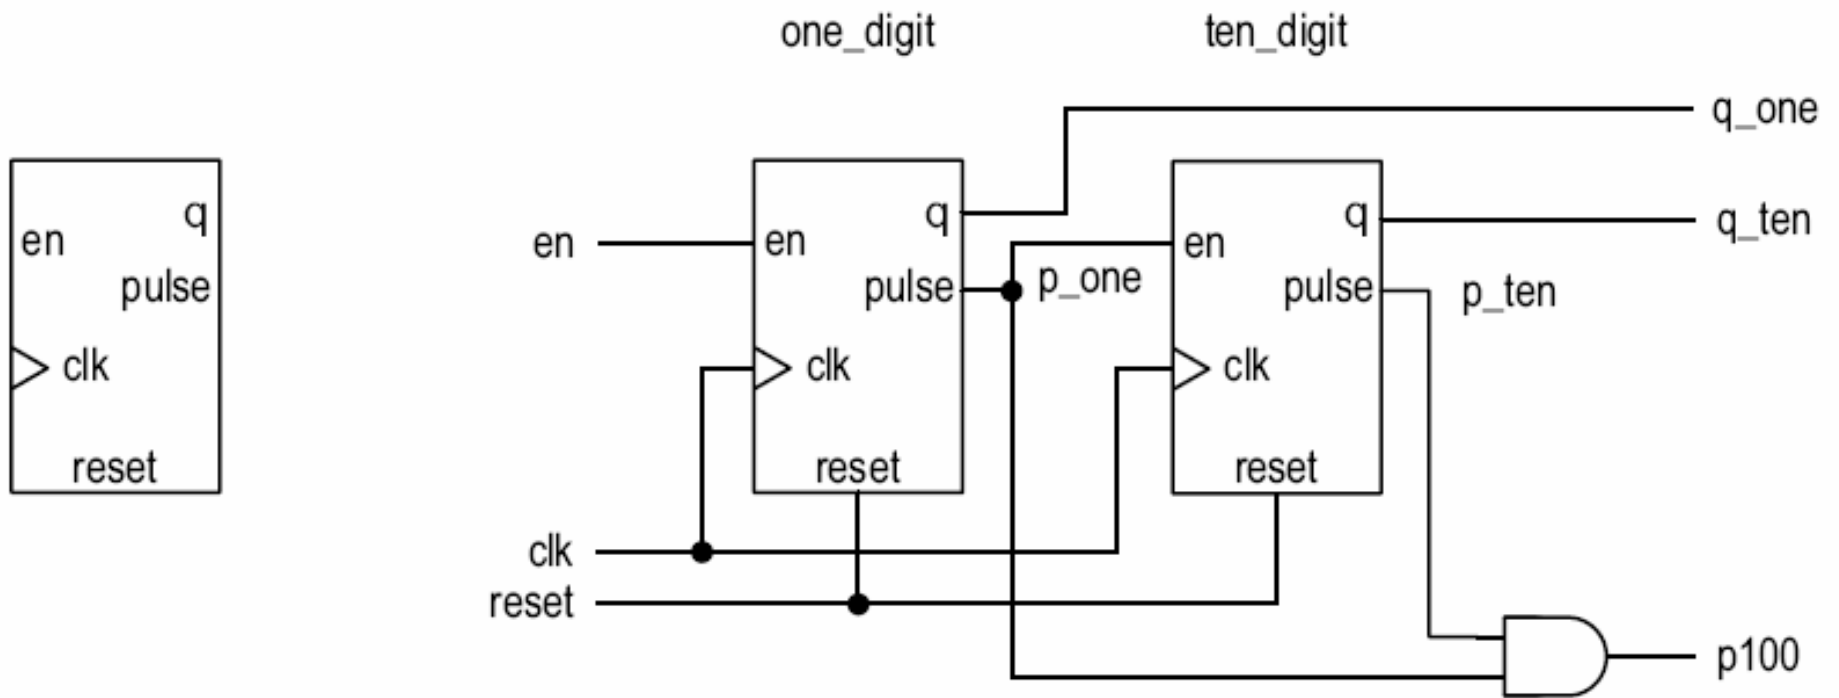 one_digit
ten_digit
q_one
q
en
pulse
clk
reset
en
en
q
pulse
p_one
clk
reset
en
q
pulse
p_ten
clk
reset
q_ten
clk
reset
p100